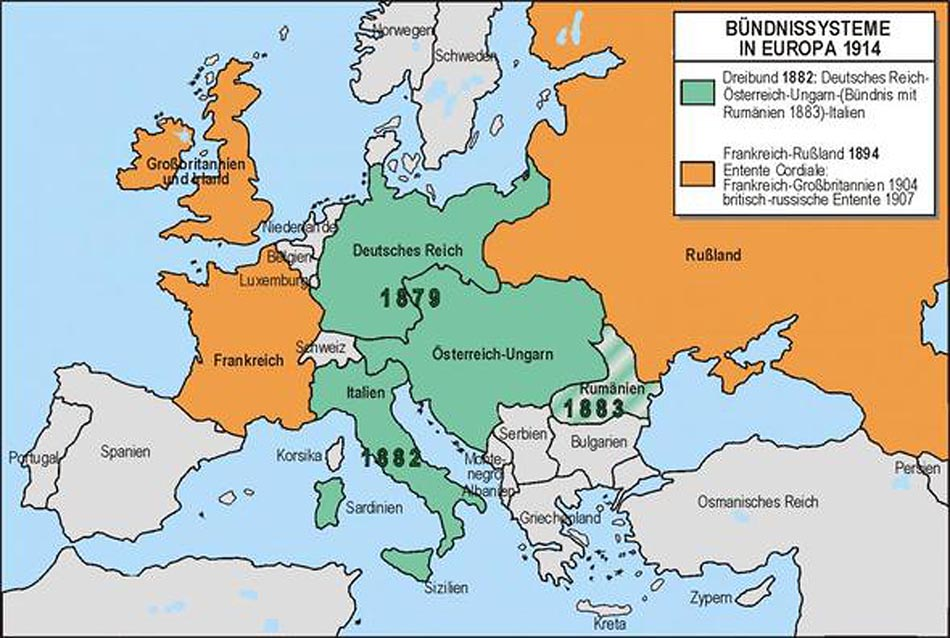 BÜNDNISSYSTEME
IN EUROPA 1914
Dreibund 1882: Deutsches Reich-
Österreich-Ungarn-(Bündnis mit
Rumänien 1883)-Italien
Frankreich-Rußland 1894
Entente Cordiale:
Frankreich-Großbritannien 1904
britisch-russische Entente 1907
Norwegen
Schweden
Großbritannien
und Irland
Niederlande
Belgien
Luxemburg
Deutsches Reich
Rußland
1879
Schweiz
Frankreich
Österreich-Ungarn
Italien
Rumänien
1883
Serbien
Bulgarien
Portugal
Spanien
Korsika
1882
Monte-
negro
Albanien
Persien
Sardinien
Griechenland
Osmanisches Reich
Sizilien
Zypern
Kreta